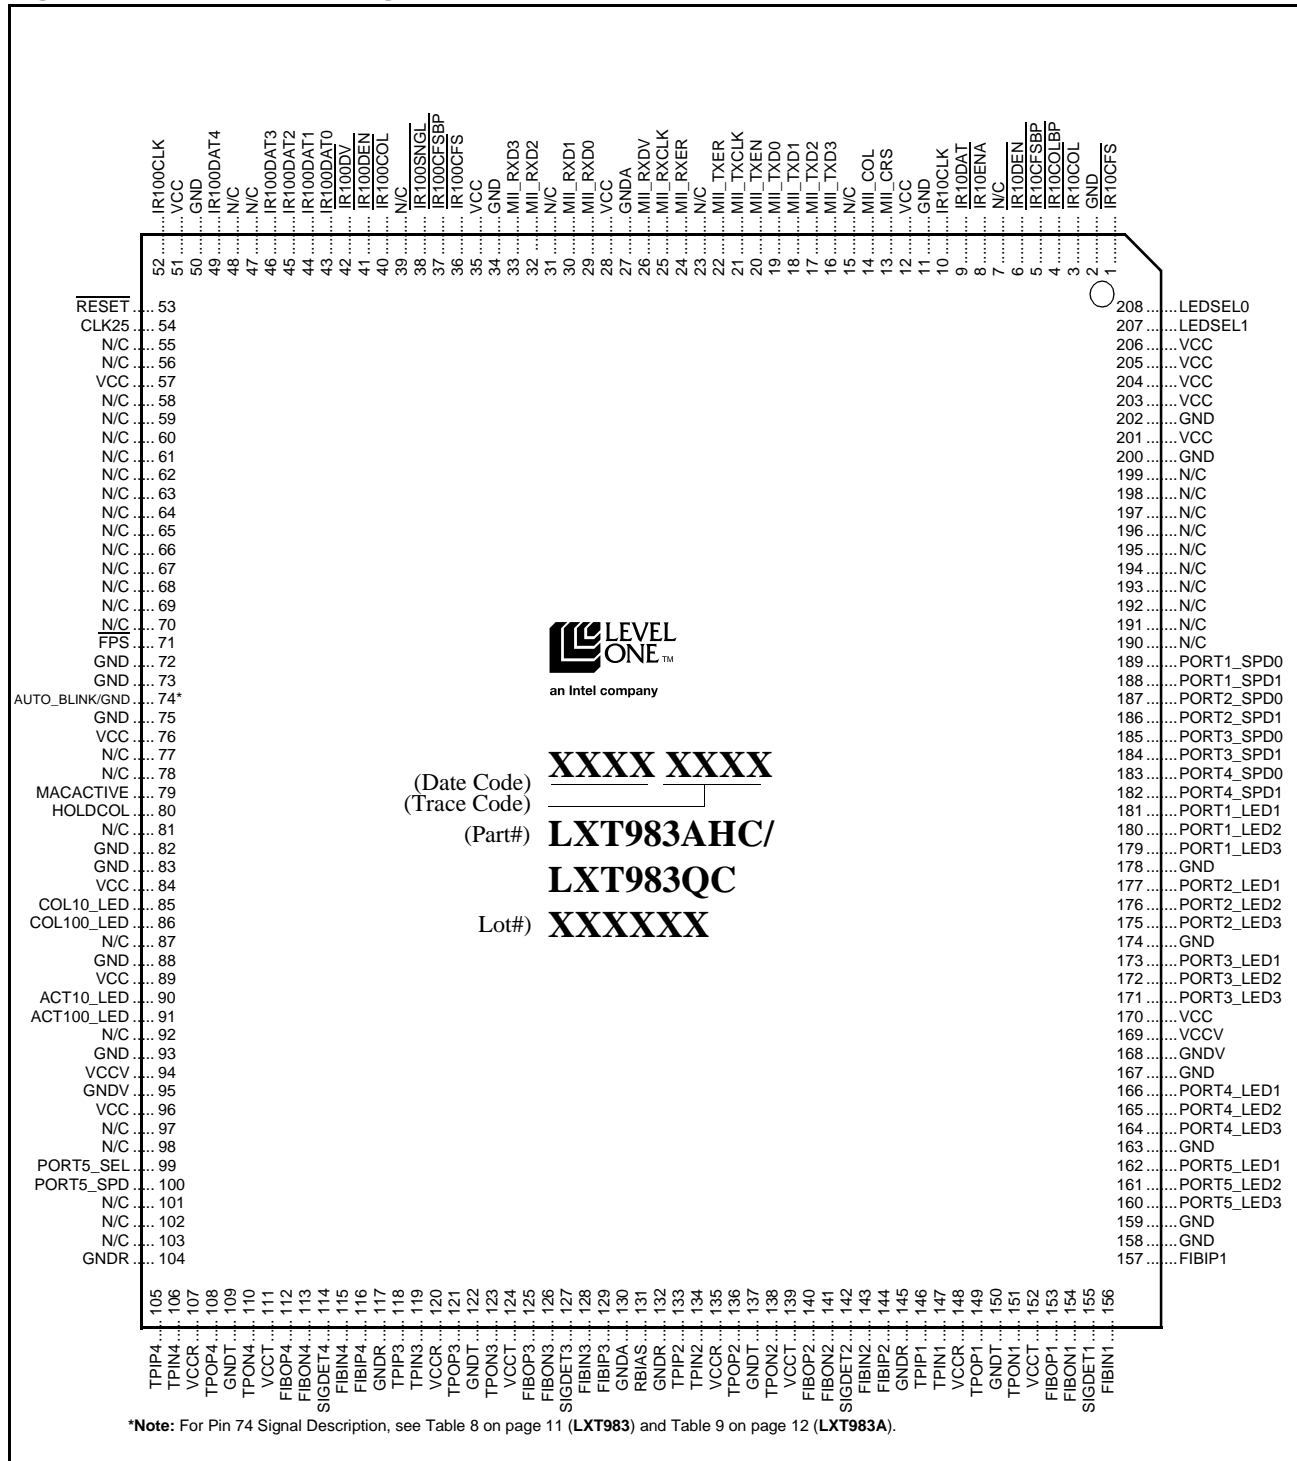 52 ...... IR100CLK
51 ...... VCC
50 ...... GND
49 ...... IR100DAT4
48 ...... N/C
47 ...... N/C
46 ...... IR100DAT3
45 ...... IR100DAT2
44 ...... IR100DAT1
43 ...... IR100DAT0
42 ...... IR100DV
41 ...... IR100DEN
40 ...... IR100COL
39 ...... N/C
38 ...... IR100SNGL
37 ...... IR100CFSBP
36 ...... IR100CFS
35 ...... VCC
34 ...... GND
33 ...... MII_RXD3
32 ...... MII_RXD2
31 ...... N/C
30 ...... MII_RXD1
29 ...... MII_RXD0
28 ...... VCC
27 ...... GNDA
26 ...... MII_RXDV
25 ...... MII_RXCLK
24 ...... MII_RXER
23 ...... N/C
22 ...... MII_TXER
21 ...... MII_TXCLK
20 ...... MII_TXEN
19 ...... MII_TXD0
18 ...... MII_TXD1
17 ...... MII_TXD2
16 ...... MII_TXD3
15 ...... N/C
14 ...... MII_COL
13 ...... MII_CRS
12 ...... VCC
11 ...... GND
10 ...... IR10CLK
9 ...... IR10DAT
8 ...... IR10ENA
7 ...... N/C
6 ...... IR10DEN
5 ...... IR10CFSBP
4 ...... IR10COLBP
3 ...... IR10COL
2 ...... GND
1 ...... IR10CFS
RESET ..... 53
CLK25 ..... 54
N/C ..... 55
N/C ..... 56
VCC ..... 57
N/C ..... 58
N/C ..... 59
N/C ..... 60
N/C ..... 61
N/C ..... 62
N/C ..... 63
N/C ..... 64
N/C ..... 65
N/C ..... 66
N/C ..... 67
N/C ..... 68
N/C ..... 69
N/C ..... 70
FPS ..... 71
GND ..... 72
GND ..... 73
AUTO_BLINK/GND ..... 74*
GND ..... 75
VCC ..... 76
N/C ..... 77
N/C ..... 78
MACACTIVE ..... 79
HOLDCOL ..... 80
N/C ..... 81
GND ..... 82
GND ..... 83
VCC ..... 84
COL10_LED ..... 85
COL100_LED ..... 86
N/C ..... 87
GND ..... 88
VCC ..... 89
ACT10_LED ..... 90
ACT100_LED ..... 91
N/C ..... 92
GND ..... 93
VCCV ..... 94
GNDV ..... 95
VCC ..... 96
N/C ..... 97
N/C ..... 98
PORT5_SEL ..... 99
PORT5_SPD ..... 100
N/C ..... 101
N/C ..... 102
N/C ..... 103
GNDR ..... 104
LEVEL
ONE™
an Intel company
(Date Code) XXXX XXXX
(Trace Code)
(Part#) LXT983AHC/
LXT983QC
Lot#) XXXXXX
208 ....... LEDSEL0
207 ....... LEDSEL1
206 ....... VCC
205 ....... VCC
204 ....... VCC
203 ....... VCC
202 ....... GND
201 ....... VCC
200 ....... GND
199 ....... N/C
198 ....... N/C
197 ....... N/C
196 ....... N/C
195 ....... N/C
194 ....... N/C
193 ....... N/C
192 ....... N/C
191 ....... N/C
190 ....... N/C
189 ....... PORT1_SPD0
188 ....... PORT1_SPD1
187 ....... PORT2_SPD0
186 ....... PORT2_SPD1
185 ....... PORT3_SPD0
184 ....... PORT3_SPD1
183 ....... PORT4_SPD0
182 ....... PORT4_SPD1
181 ....... PORT1_LED1
180 ....... PORT1_LED2
179 ....... PORT1_LED3
178 ....... GND
177 ....... PORT2_LED1
176 ....... PORT2_LED2
175 ....... PORT2_LED3
174 ....... GND
173 ....... PORT3_LED1
172 ....... PORT3_LED2
171 ....... PORT3_LED3
170 ....... VCC
169 ....... VCCV
168 ....... GNDV
167 ....... GND
166 ....... PORT4_LED1
165 ....... PORT4_LED2
164 ....... PORT4_LED3
163 ....... GND
162 ....... PORT5_LED1
161 ....... PORT5_LED2
160 ....... PORT5_LED3
159 ....... GND
158 ....... GND
157 ....... FIBIP1
TPIP4 ..... 105
TPIN4 ..... 106
VCCR ..... 107
TPOP4 ..... 108
GNDT ..... 109
TPON4 ..... 110
VCCT ..... 111
FIBOP4 ..... 112
FIBON4 ..... 113
SIGDET4 ..... 114
FIBIN4 ..... 115
FIBIP4 ..... 116
GNDR ..... 117
TPIP3 ..... 118
TPIN3 ..... 119
VCCR ..... 120
TPOP3 ..... 121
GNDT ..... 122
TPON3 ..... 123
VCCT ..... 124
FIBOP3 ..... 125
FIBON3 ..... 126
SIGDET3 ..... 127
FIBIN3 ..... 128
FIBIP3 ..... 129
GNDA ..... 130
RBIAS ..... 131
GNDR ..... 132
TPIP2 ..... 133
TPIN2 ..... 134
VCCR ..... 135
TPOP2 ..... 136
GNDT ..... 137
TPON2 ..... 138
VCCT ..... 139
FIBOP2 ..... 140
FIBON2 ..... 141
SIGDET2 ..... 142
FIBIN2 ..... 143
FIBIP2 ..... 144
GNDR ..... 145
TPIP1 ..... 146
TPIN1 ..... 147
VCCR ..... 148
TPOP1 ..... 149
GNDT ..... 150
TPON1 ..... 151
VCCT ..... 152
FIBOP1 ..... 153
FIBON1 ..... 154
SIGDET1 ..... 155
FIBIN1 ..... 156
*Note: For Pin 74 Signal Description, see Table 8 on page 11 (LXT983) and Table 9 on page 12 (LXT983A).